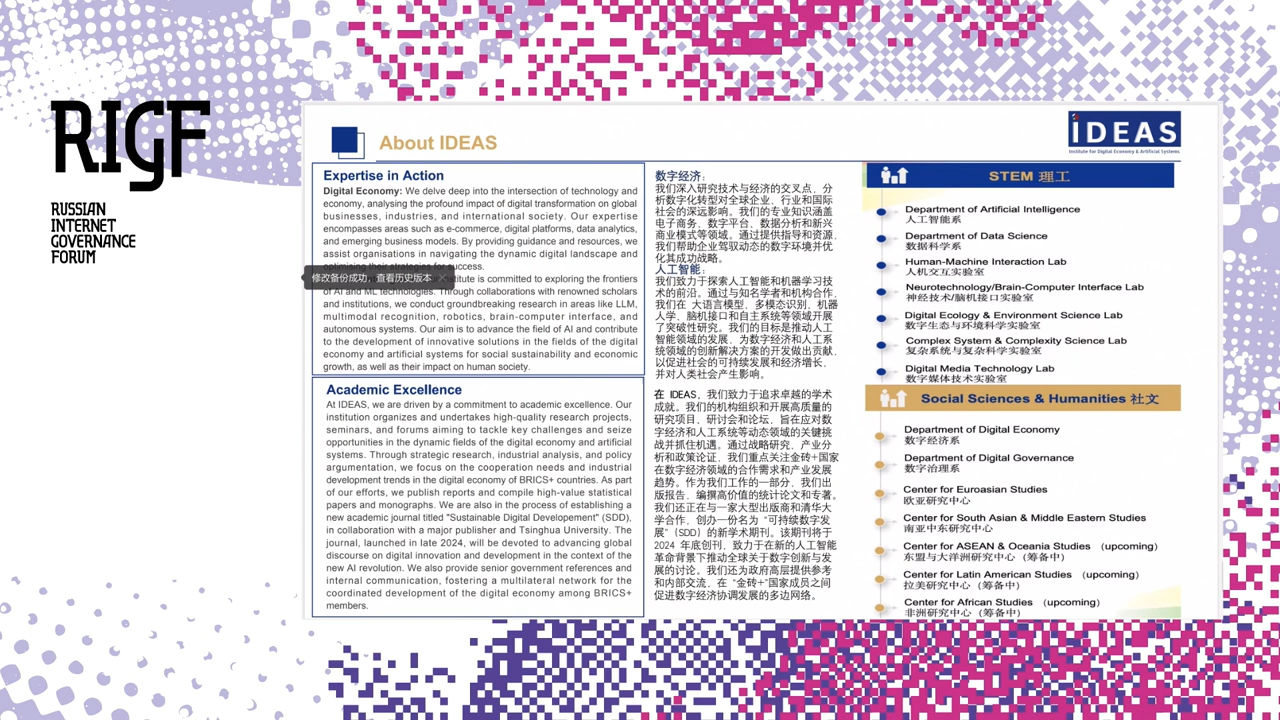 RIGF
RUSSIAN
INTERNET
GOVERNANCE
FORUM
About IDEAS
IDEAS
Institute for Digital Economy & Artificial Systems
Expertise in Action
Digital Economy: We delve deep into the intersection of technology and
economy, analysing the profound impact of digital transformation on global
businesses, industries, and international society. Our expertise
encompasses areas such as e-commerce, digital platforms, data analytics,
and emerging business models. By providing guidance and resources, we
assist organisations in navigating the dynamic digital landscape and
optimising their strategies for success.
修改备份成功，查看历史版本
stitute is committed to exploring the frontiers
of AI and ML technologies. Through collaborations with renowned scholars
and institutions, we conduct groundbreaking research in areas like LLM,
multimodal recognition, robotics, brain-computer interface, and
autonomous systems. Our aim is to advance the field of AI and contribute
to the development of innovative solutions in the fields of the digital
economy and artificial systems for social sustainability and economic
growth, as well as their impact on human society.
Academic Excellence
At IDEAS, we are driven by a commitment to academic excellence. Our
institution organizes and undertakes high-quality research projects,
seminars, and forums aiming to tackle key challenges and seize
opportunities in the dynamic fields of the digital economy and artificial
systems. Through strategic research, industrial analysis, and policy
argumentation, we focus on the cooperation needs and industrial
development trends in the digital economy of BRICS+ countries. As part
of our efforts, we publish reports and compile high-value statistical
papers and monographs. We are also in the process of establishing a
new academic journal titled "Sustainable Digital Developement" (SDD),
in collaboration with a major publisher and Tsinghua University. The
journal, launched in late 2024, will be devoted to advancing global
discourse on digital innovation and development in the context of the
new AI revolution. We also provide senior government references and
internal communication, fostering a multilateral network for the
coordinated development of the digital economy among BRICS+
members.
数字经济：
我们深入研究技术与经济的交叉点，分
析数字化转型对全球企业、行业和国际
社会的深远影响。我们的专业知识涵盖
电子商务、数字平台、数据分析和新兴
商业模式等领域。通过提供指导和资源，
我们帮助企业驾驭动态的数字环境并优
化其成功战略。
人工智能：
我们致力于探索人工智能和机器学习技
术的前沿。通过与知名学者和机构合作，
我们在 大语言模型、多模态识别、机器
人学、脑机接口和自主系统等领域开展
了突破性研究。我们的目标是推动人工
智能领域的发展，为数字经济和人工系
统领域的创新解决方案的开发做出贡献，
以促进社会的可持续发展和经济增长，
并对人类社会产生影响。
在 IDEAS，我们致力于追求卓越的学术
成就。我们的机构组织和开展高质量的
研究项目、研讨会和论坛，旨在应对数
字经济和人工系统等动态领域的关键挑
战并抓住机遇。通过战略研究、产业分
析和政策论证，我们重点关注金砖+国家
在数字经济领域的合作需求和产业发展
趋势。作为我们工作的一部分，我们出
版报告，编撰高价值的统计论文和专著。
我们还正在与一家大型出版商和清华大
学合作，创办一份名为“可持续数字发
展”（SDD）的新学术期刊。该期刊将于
2024 年底创刊，致力于在新的人工智能
革命背景下推动全球关于数字创新与发
展的讨论。我们还为政府高层提供参考
和内部交流，在“金砖+”国家成员之间
促进数字经济协调发展的多边网络。
STEM 理工
Department of Artificial Intelligence
人工智能系
Department of Data Science
数据科学系
Human-Machine Interaction Lab
人机交互实验室
Neurotechnology/Brain-Computer Interface Lab
神经技术/脑机接口实验室
Digital Ecology & Environment Science Lab
数字生态与环境科学实验室
Complex System & Complexity Science Lab
复杂系统与复杂科学实验室
Digital Media Technology Lab
数字媒体技术实验室
Social Sciences & Humanities 社文
Department of Digital Economy
数字经济系
Department of Digital Governance
数字治理系
Center for Euroasian Studies
欧亚研究中心
Center for South Asian & Middle Eastern Studies
南亚中东研究中心
Center for ASEAN & Oceania Studies （upcoming)
东盟与大洋洲研究中心（筹备中）
Center for Latin American Studies （upcoming)
拉美研究中心（筹备中）
Center for African Studies （upcoming)
非洲研究中心（筹备中）